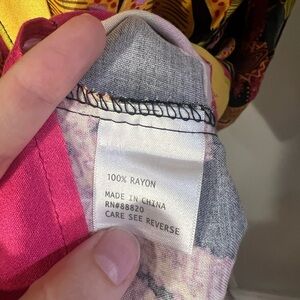 100% RAYON
MADE IN CHINA
RN#88820
CARE SEE REVERSE